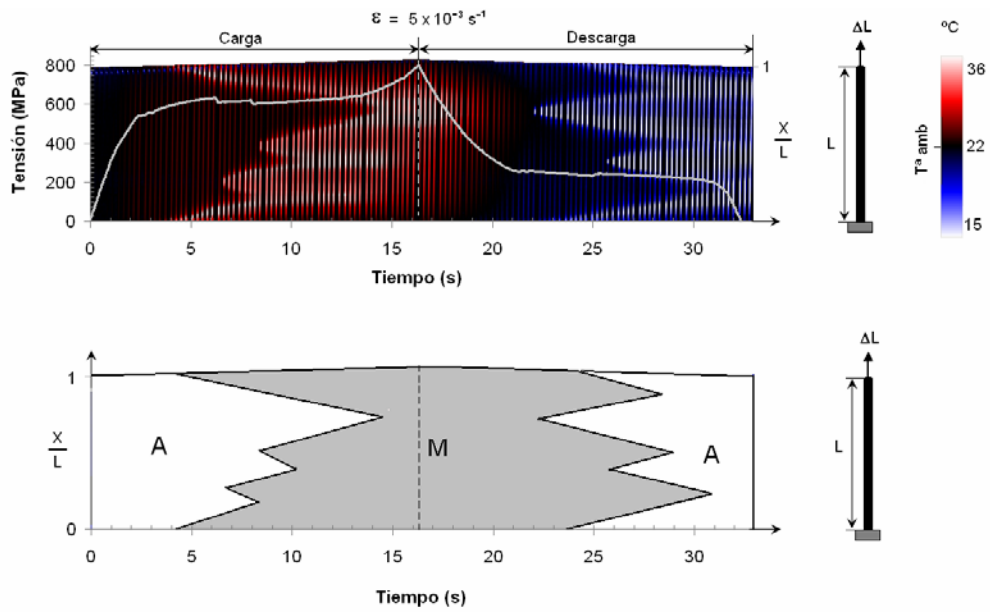 ε = 5 x 10⁻³ s⁻¹
Carga
Descarga
Tensión (MPa)
800
600
400
200
0
1
X
L
0 5 10 15 20 25 30
Tiempo (s)
ΔL
L
ºC
36
22
15
Tª amb
1
X
L
0
A
M
A
0 5 10 15 20 25 30
Tiempo (s)
ΔL
L